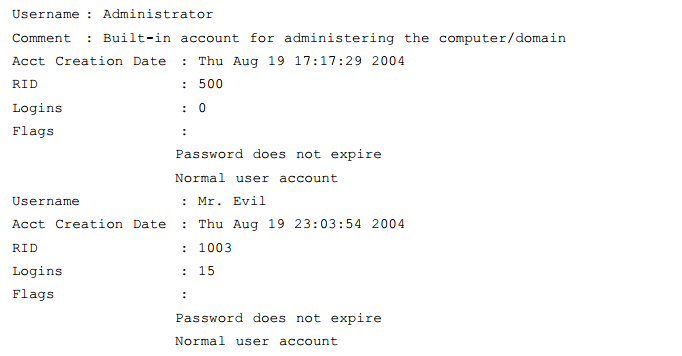 Username : Administrator
Comment : Built-in account for administering the computer/domain
Acct Creation Date : Thu Aug 19 17:17:29 2004
RID : 500
Logins : 0
Flags :
Password does not expire
Normal user account
Username : Mr. Evil
Acct Creation Date : Thu Aug 19 23:03:54 2004
RID : 1003
Logins : 15
Flags :
Password does not expire
Normal user account